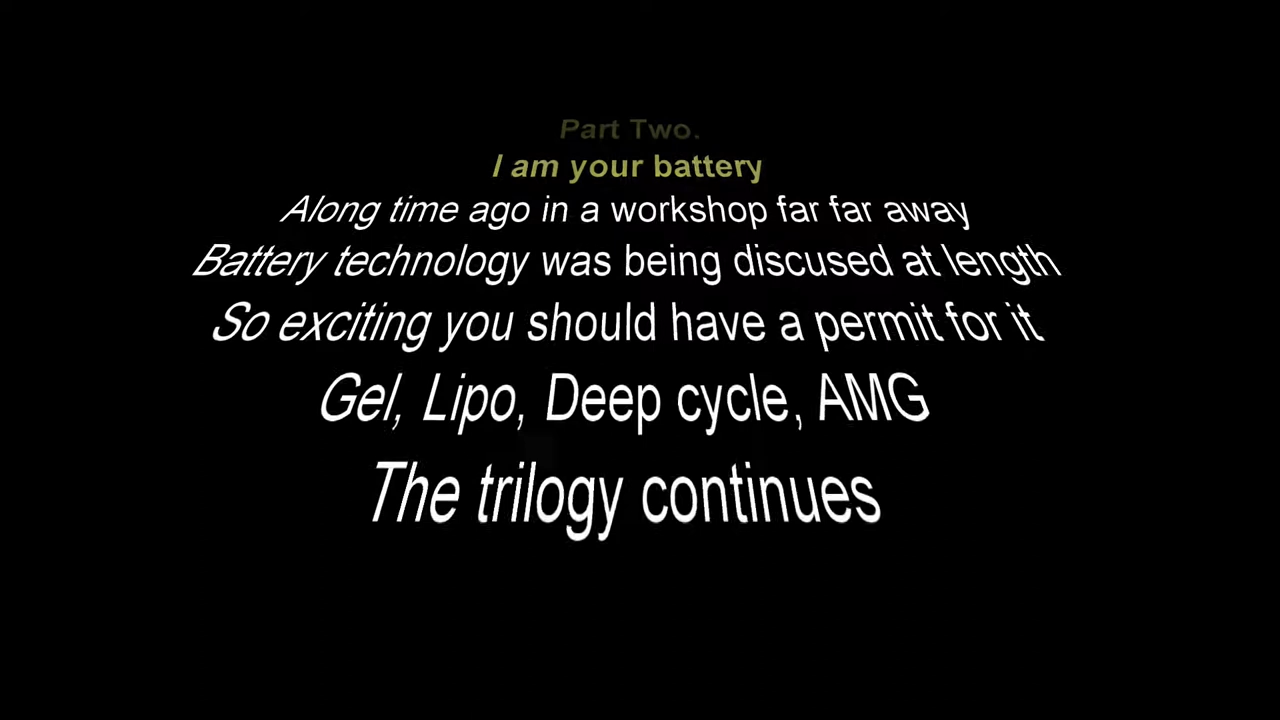 Part Two.
I am your battery
Along time ago in a workshop far far away
Battery technology was being discused at length
So exciting you should have a permit for it
Gel, Lipo, Deep cycle, AMG
The trilogy continues